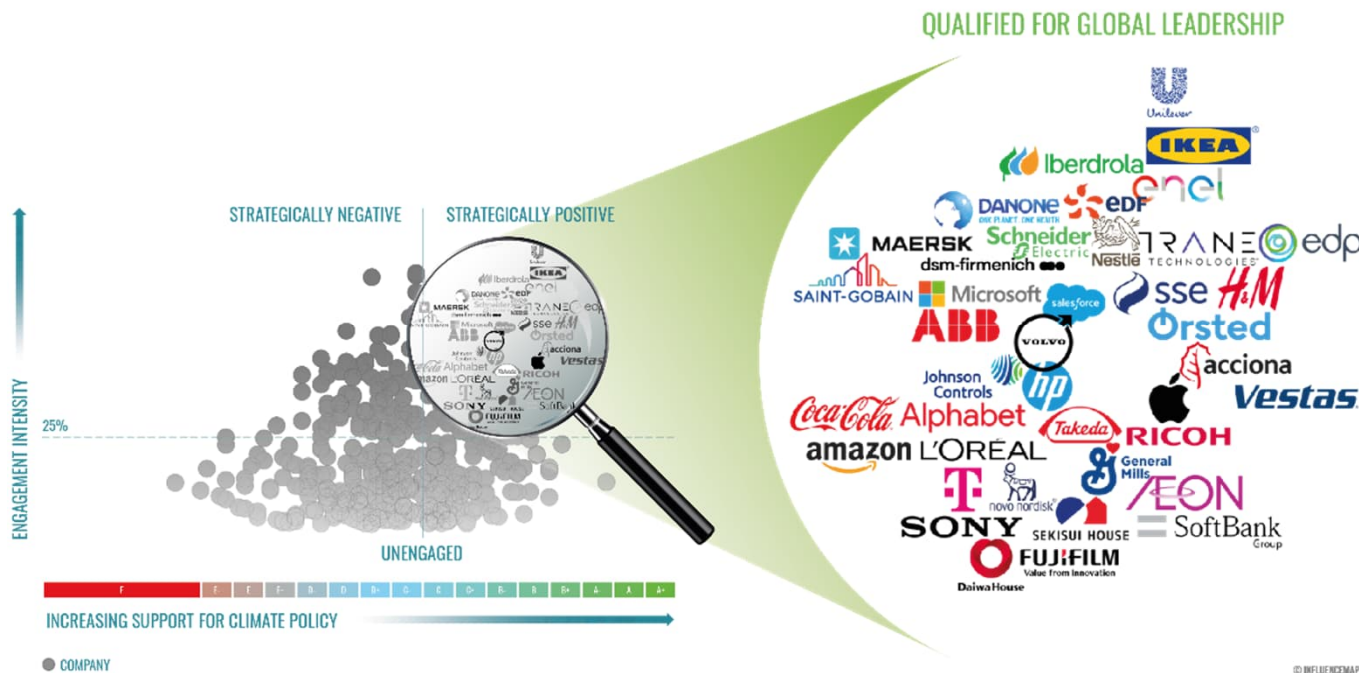 QUALIFIED FOR GLOBAL LEADERSHIP
STRATEGICALLY NEGATIVE
STRATEGICALLY POSITIVE
ENGAGEMENT INTENSITY
25%
UNENGAGED
INCREASING SUPPORT FOR CLIMATE POLICY
COMPANY
Unilever
IKEA
Iberdrola
enel
DANONE
ONE PLANET. ONE HEALTH
EDF
MAERSK
Schneider
Electric
Nestle
TRANE
TECHNOLOGIES
edp
dsm-firmenich
SAINT-GOBAIN
Microsoft
salesforce
sse
H&M
ABB
VOLVO
Ørsted
acciona
Johnson
Controls
hp
Vestas
Coca-Cola
Alphabet
Takeda
RICOH
amazon
L'ORÉAL
General
Mills
T
novo nordisk
ÆON
SONY
SEKISUI HOUSE
SoftBank
Group
FUJIFILM
Value from Innovation
DaiwaHouse
© INFLUENCEMAP